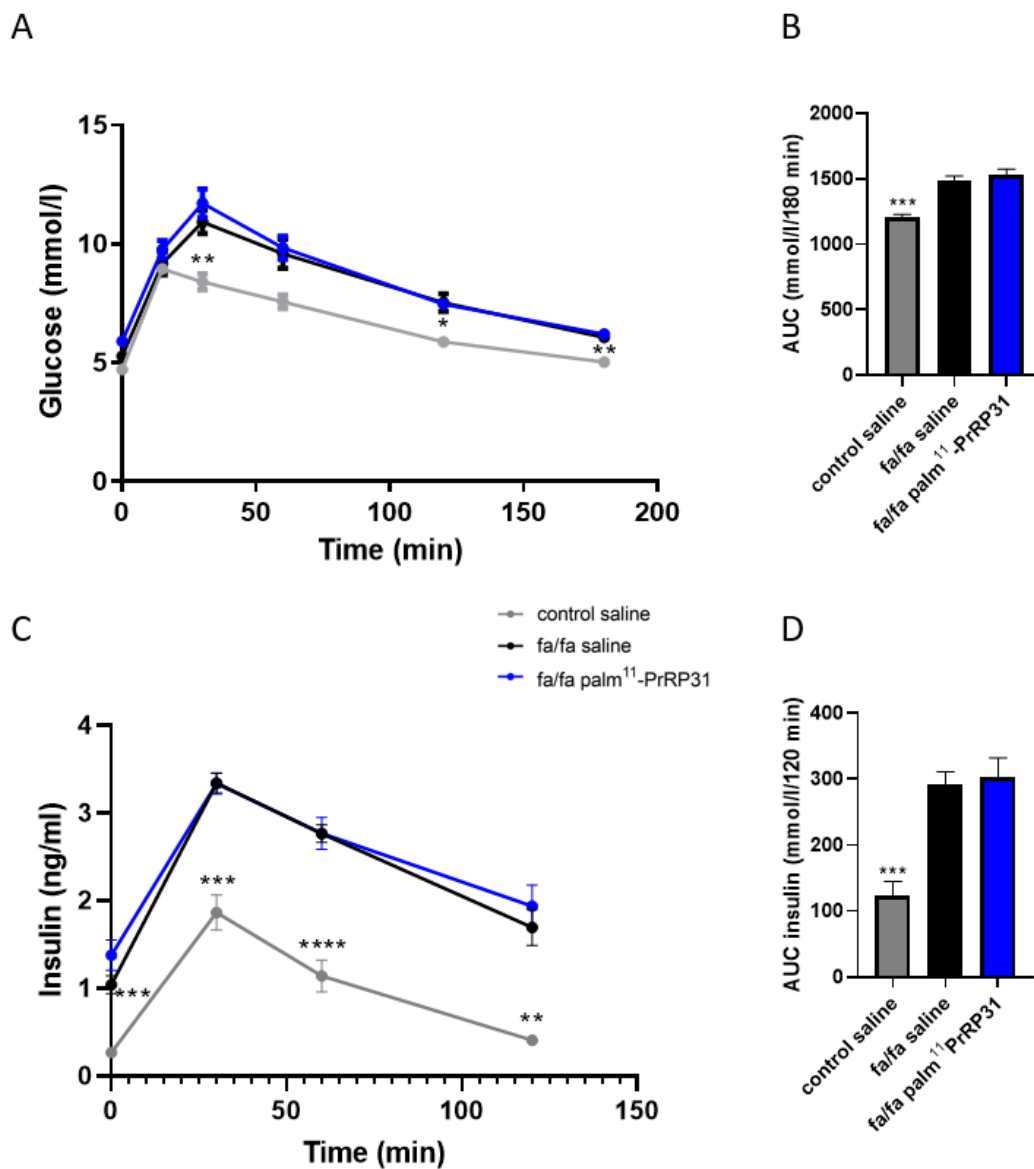 A
B
15
10
5
0
Glucose (mmol/l)
**
*
**
0 50 100 150 200
Time (min)
2000
1500
1000
500
0
AUC (mmol/l/180 min)
***
control saline
fa/fa saline
fa/fa palm¹¹-PrRP31
C
control saline
fa/fa saline
fa/fa palm¹¹-PrRP31
D
4
3
2
1
0
Insulin (ng/ml)
***
***
****
**
0 50 100 150
Time (min)
400
300
200
100
0
AUC insulin (mmol/l/120 min)
***
control saline
fa/fa saline
fa/fa palm¹¹PrRP31